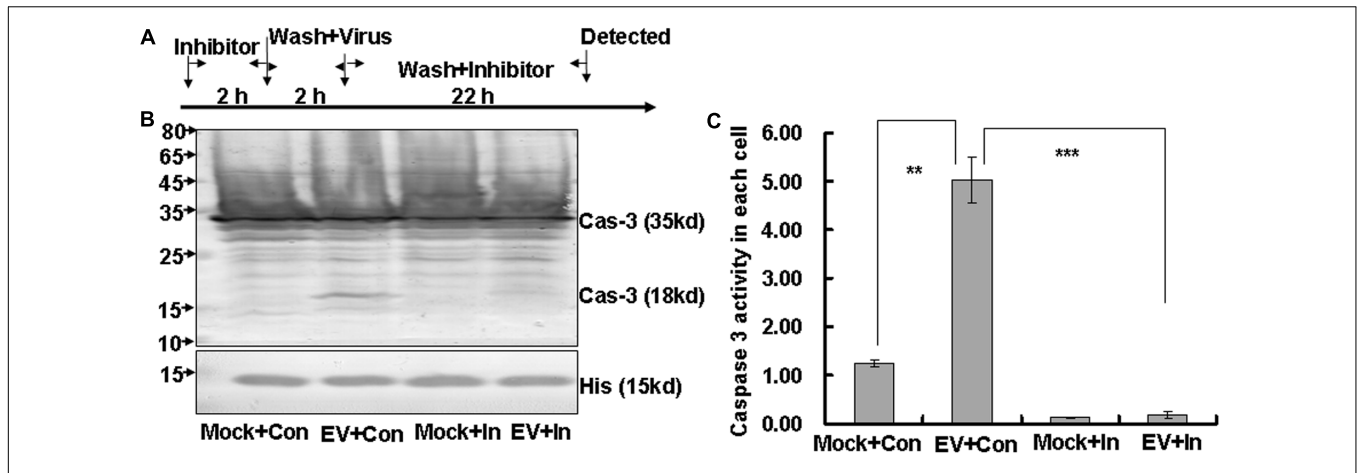 A
Inhibitor
Wash+Virus
Detected
Wash+Inhibitor
2 h
2 h
22 h
B
80
65
45
35
25
15
10
Cas-3 (35kd)
Cas-3 (18kd)
15
His (15kd)
Mock+Con
EV+Con
Mock+In
EV+In
C
Caspase 3 activity in each cell
6.00
5.00
4.00
3.00
2.00
1.00
0.00
**
***
Mock+Con
EV+Con
Mock+In
EV+In